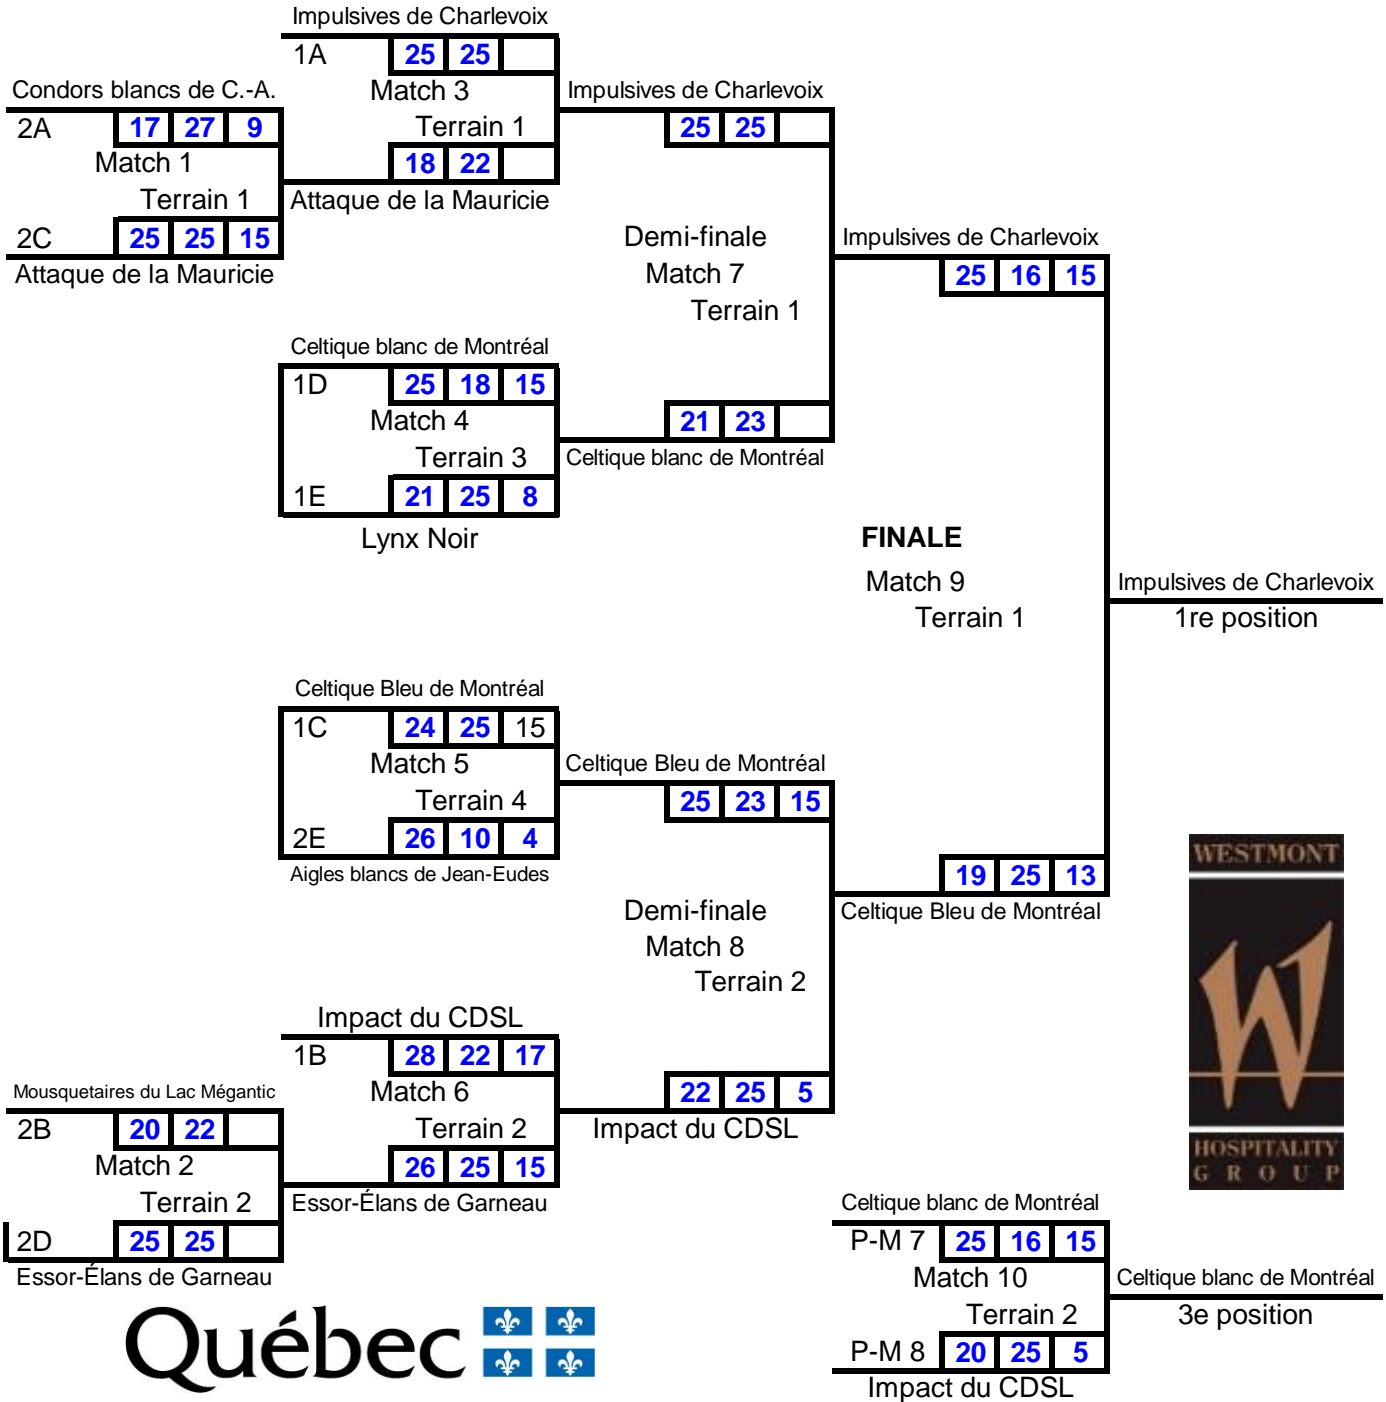 Impulsives de Charlevoix
1A 25 25
Match 3
Terrain 1
18 22
Attaque de la Mauricie
Condors blancs de C.-A.
2A 17 27 9
Match 1
Terrain 1
2C 25 25 15
Attaque de la Mauricie
Impulsives de Charlevoix
25 25
Demi-finale
Match 7
Terrain 1
21 23
Celtique blanc de Montréal
Celtique blanc de Montréal
1D 25 18 15
Match 4
Terrain 3
1E 21 25 8
Lynx Noir
Impulsives de Charlevoix
25 16 15
FINALE
Match 9
Terrain 1
19 25 13
Celtique Bleu de Montréal
Impulsives de Charlevoix
1re position
Celtique Bleu de Montréal
1C 24 25 15
Match 5
Terrain 4
2E 26 10 4
Aigles blancs de Jean-Eudes
Celtique Bleu de Montréal
25 23 15
Demi-finale
Match 8
Terrain 2
22 25 5
Impact du CDSL
Impact du CDSL
1B 28 22 17
Match 6
Terrain 2
26 25 15
Essor-Élans de Garneau
Mousquetaires du Lac Mégantic
2B 20 22
Match 2
Terrain 2
2D 25 25
Essor-Élans de Garneau
WESTMONT
W
HOSPITALITY
GROUP
Celtique blanc de Montréal
P-M 7 25 16 15
Match 10
Terrain 2
P-M 8 20 25 5
Impact du CDSL
Celtique blanc de Montréal
3e position
Québec